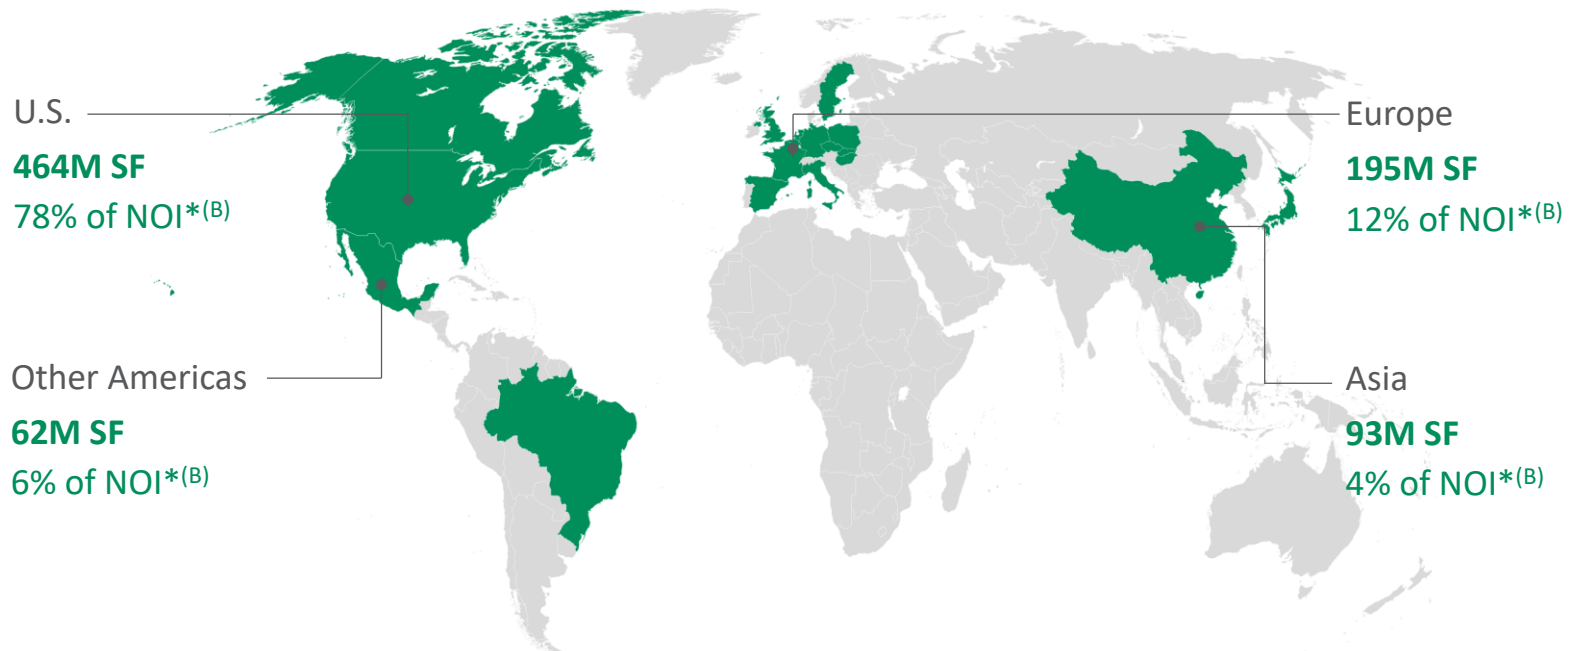 U.S.
464M SF
78% of NOI*(B)
Other Americas
62M SF
6% of NOI*(B)
Europe
195M SF
12% of NOI*(B)
Asia
93M SF
4% of NOI*(B)